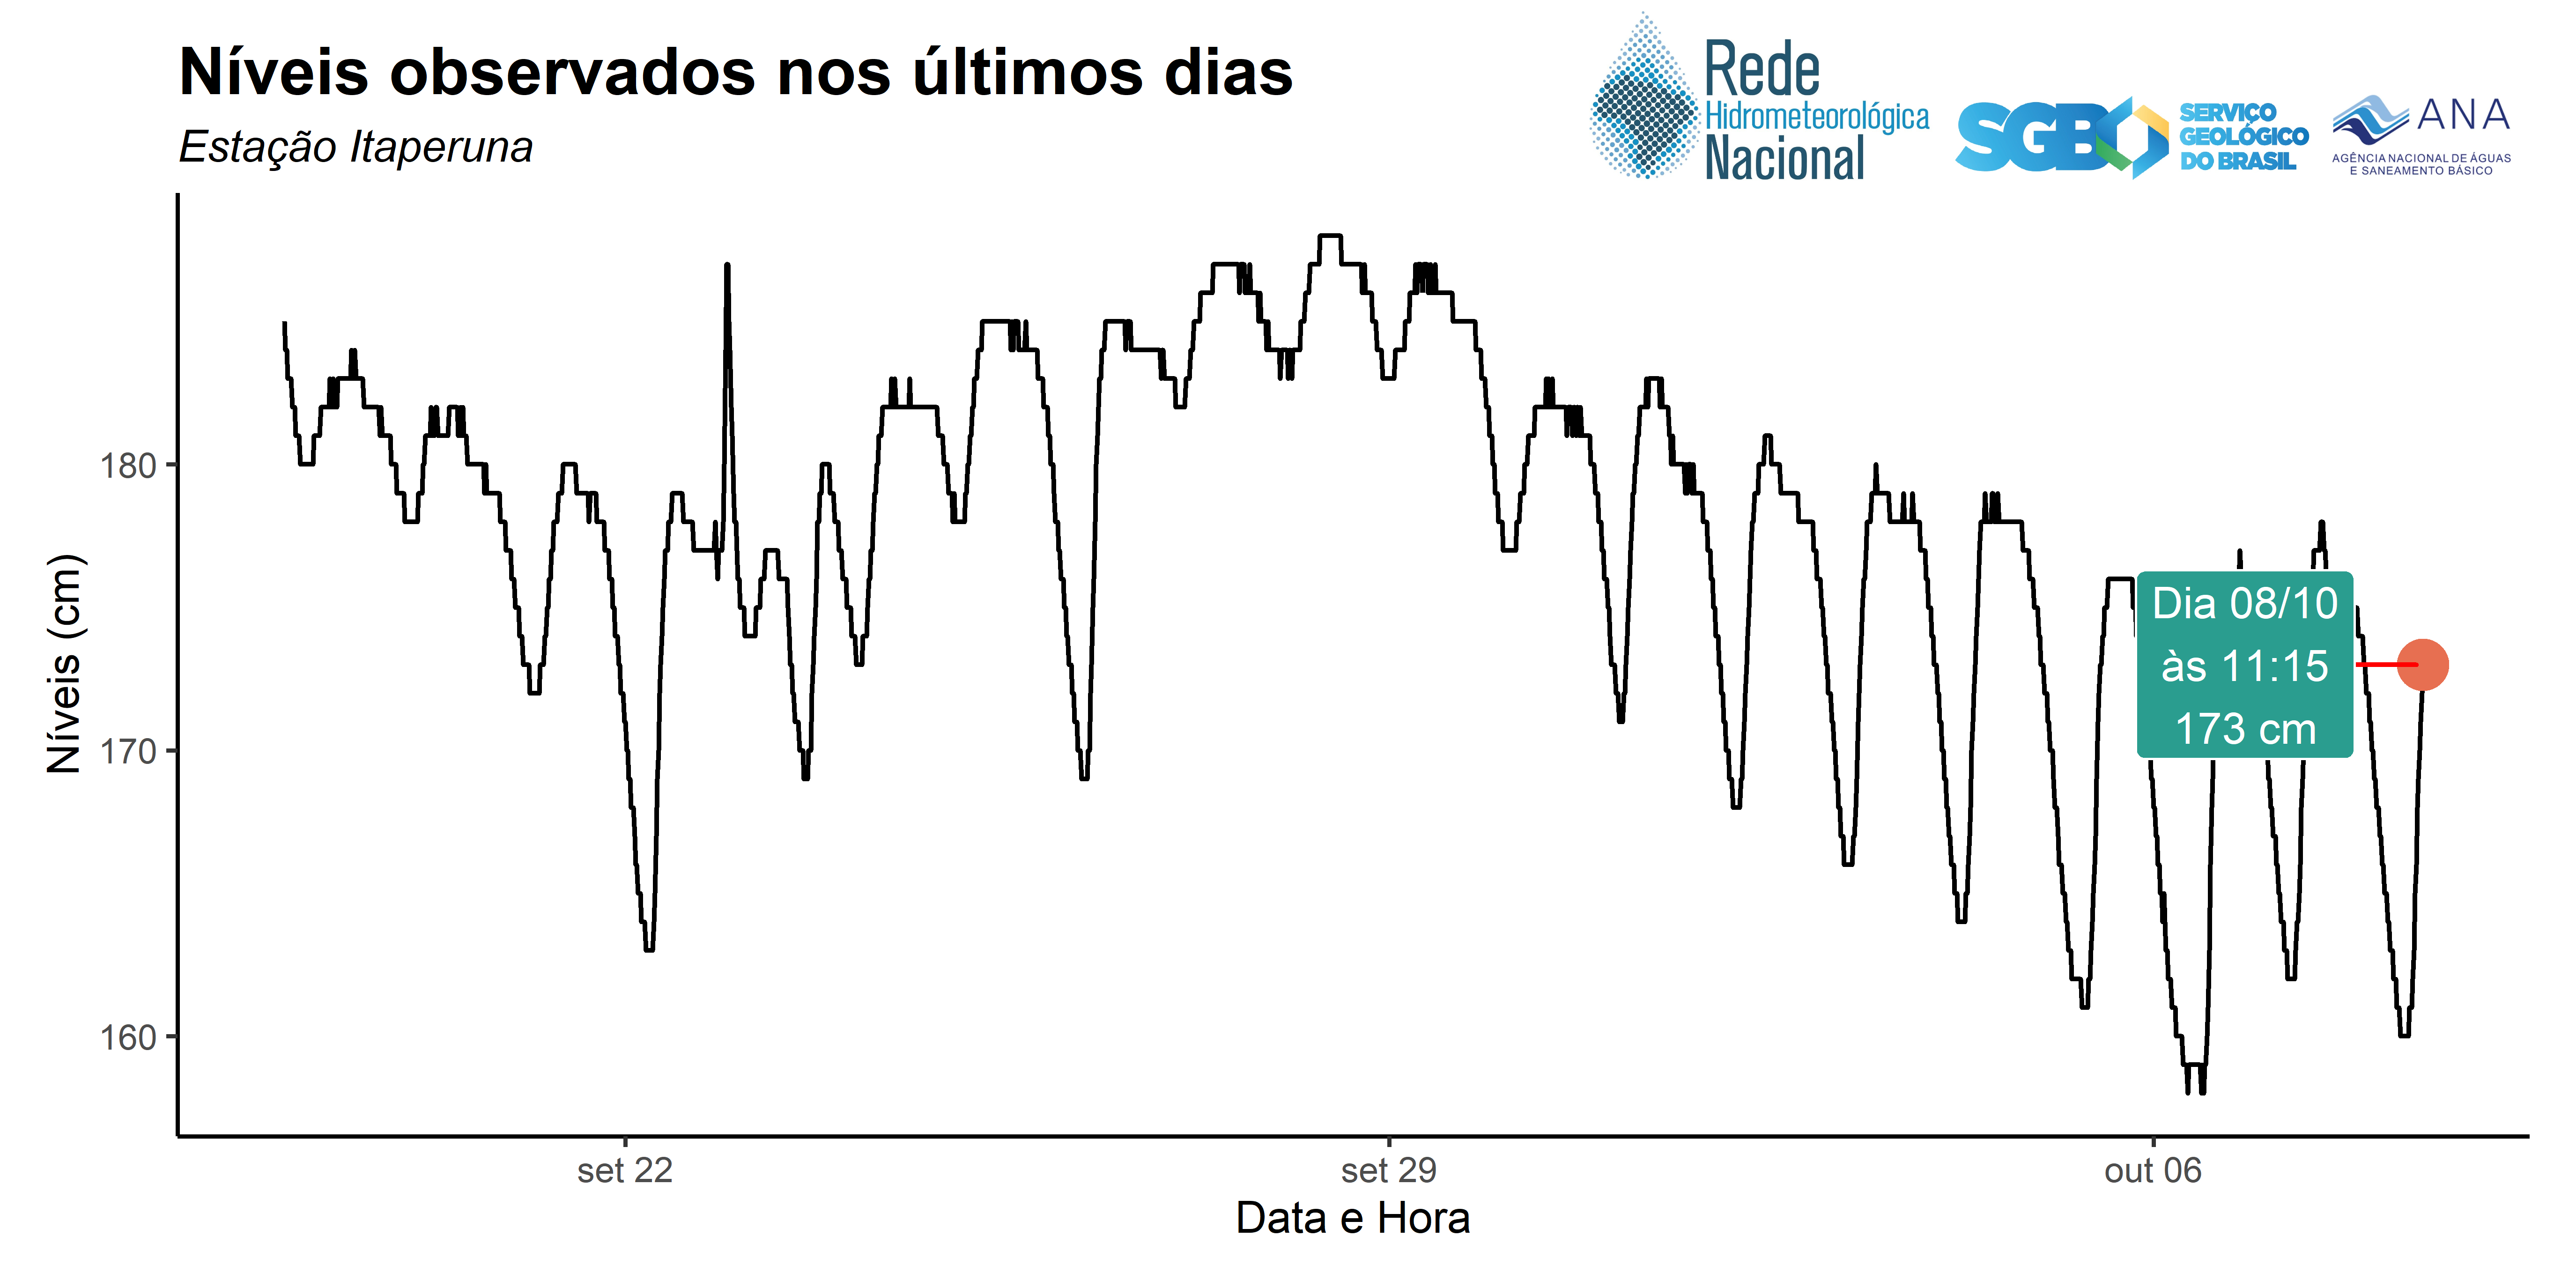 Níveis observados nos últimos dias
Estação Itaperuna
Rede
Hidrometeorológica
Nacional
SGB
SERVIÇO
GEOLÓGICO
DO BRASIL
ANA
AGÊNCIA NACIONAL DE ÁGUAS
E SANEAMENTO BÁSICO
Níveis (cm)
180
170
160
Dia 08/10
às 11:15
173 cm
set 22
set 29
out 06
Data e Hora